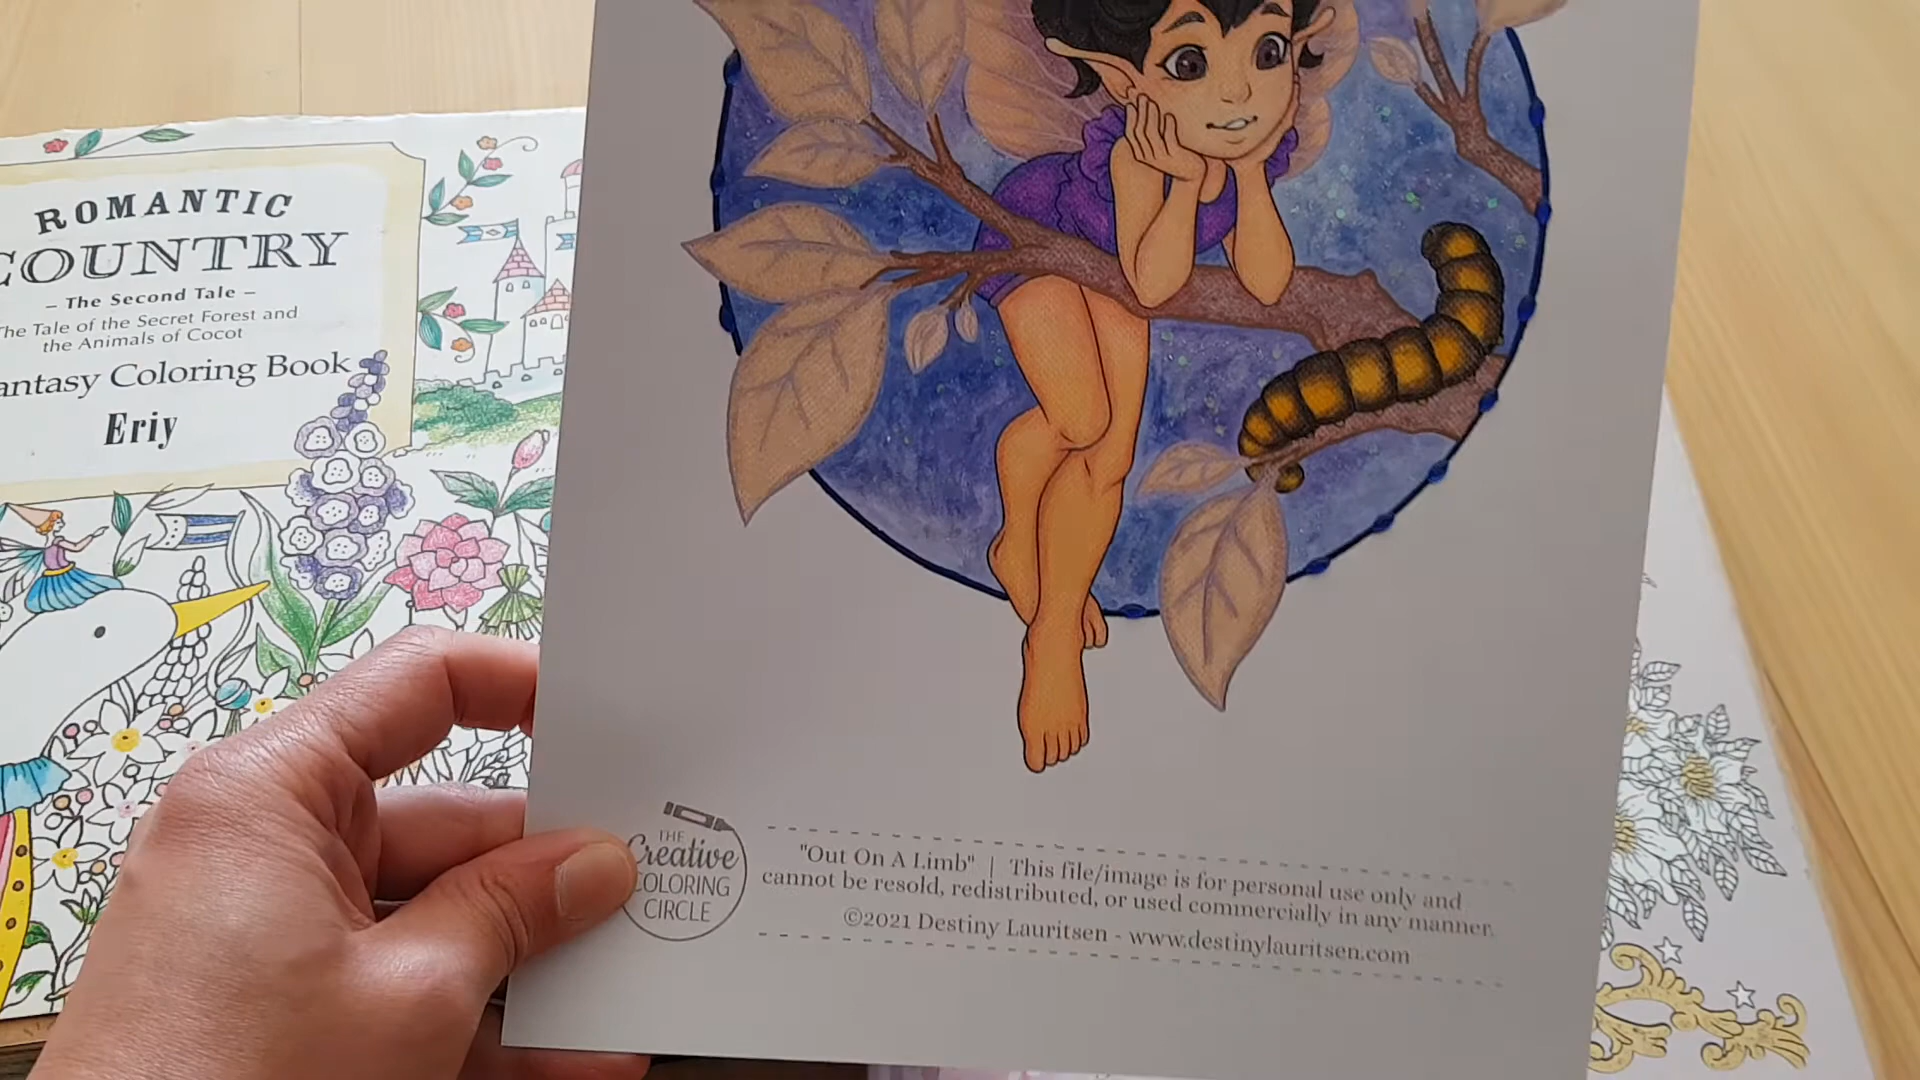 ROMANTIC
COUNTRY
– The Second Tale –
The Tale of the Secret Forest and
the Animals of Cocot
antasy Coloring Book
Eriy
THE
Creative
COLORING
CIRCLE
"Out On A Limb" | This file/image is for personal use only and
cannot be resold, redistributed, or used commercially in any manner.
©2021 Destiny Lauritsen - www.destinylauritsen.com